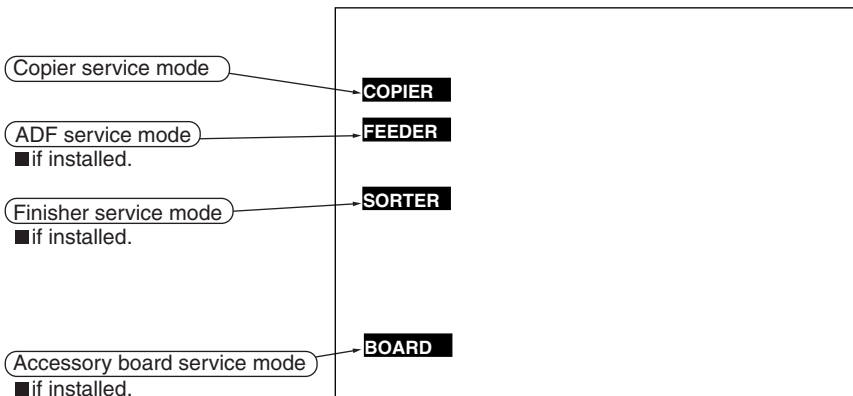 Copier service mode
COPIER
ADF service mode
■if installed.
FEEDER
Finisher service mode
■if installed.
SORTER
Accessory board service mode
■if installed.
BOARD